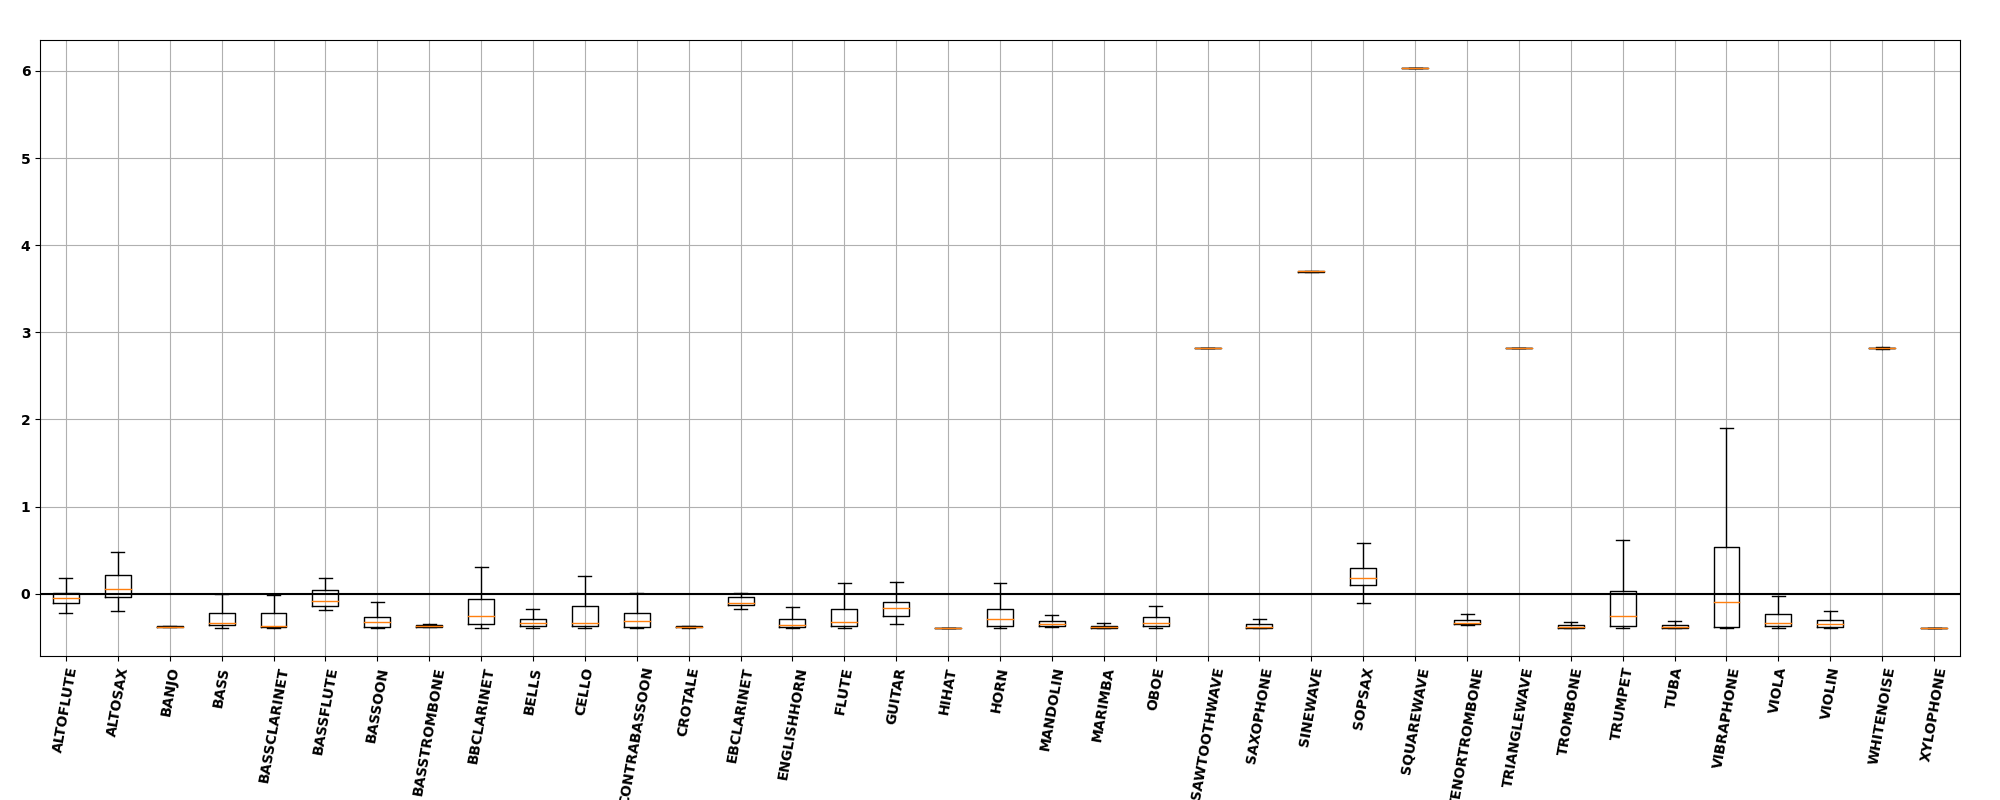 6
5
4
3
2
1
0
ALTOFLUTE
ALTOSAX
BANJO
BASS
BASSCLARINET
BASSFLUTE
BASSOON
BASSTROMBONE
BBCLARINET
BELLS
CELLO
CONTRABASSOON
CROTALE
EBCLARINET
ENGLISHHORN
FLUTE
GUITAR
HIHAT
HORN
MANDOLIN
MARIMBA
OBOE
SAWTOOTHWAVE
SAXOPHONE
SINEWAVE
SOPSAX
SQUAREWAVE
TENORTROMBONE
TRIANGLEWAVE
TROMBONE
TRUMPET
TUBA
VIBRAPHONE
VIOLA
VIOLIN
WHITENOISE
XYLOPHONE